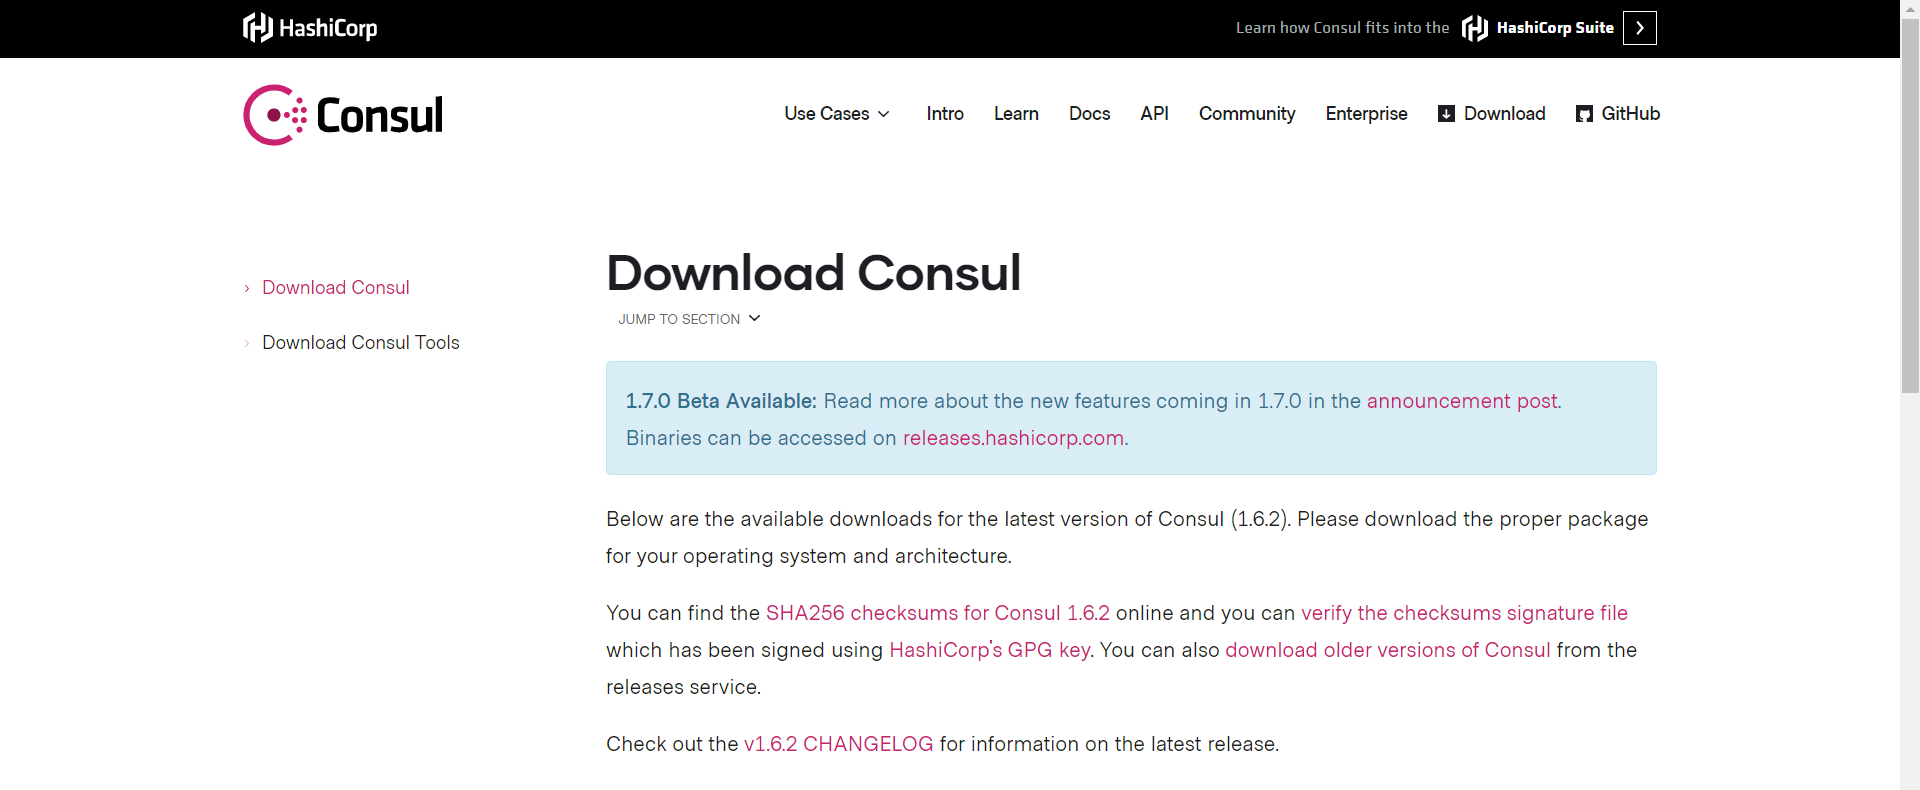 HashiCorp
Learn how Consul fits into the HashiCorp Suite
Consul
Use Cases Intro Learn Docs API Community Enterprise Download GitHub
Download Consul
Download Consul Tools
Download Consul
JUMP TO SECTION
1.7.0 Beta Available: Read more about the new features coming in 1.7.0 in the announcement post.
Binaries can be accessed on releases.hashicorp.com.
Below are the available downloads for the latest version of Consul (1.6.2). Please download the proper package
for your operating system and architecture.
You can find the SHA256 checksums for Consul 1.6.2 online and you can verify the checksums signature file
which has been signed using HashiCorp's GPG key. You can also download older versions of Consul from the
releases service.
Check out the v1.6.2 CHANGELOG for information on the latest release.